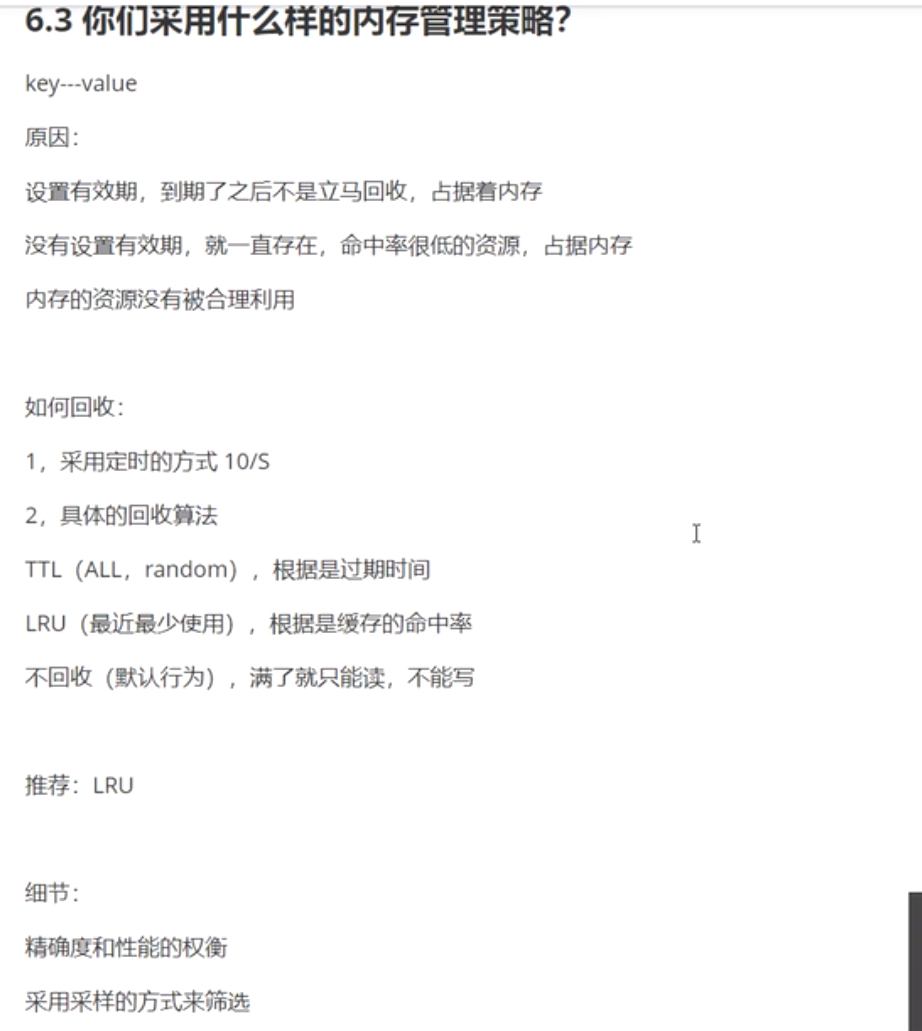 6.3 你们采用什么样的内存管理策略?
key---value
原因：
设置有效期，到期了之后不是立马回收，占据着内存
没有设置有效期，就一直存在，命中率很低的资源，占据内存
内存的资源没有被合理利用
如何回收：
1，采用定时的方式 10/S
2，具体的回收算法
TTL（ALL，random），根据是过期时间
LRU（最近最少使用），根据是缓存的命中率
不回收（默认行为），满了就只能读，不能写
推荐：LRU
细节：
精确度和性能的权衡
采用采样的方式来筛选